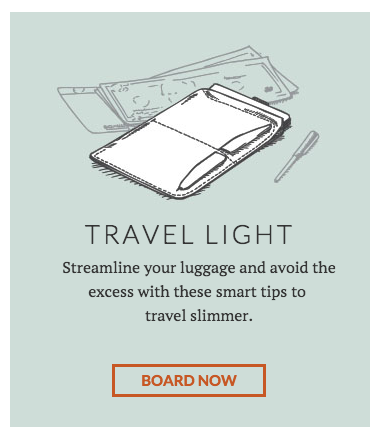 TRAVEL LIGHT
Streamline your luggage and avoid the
excess with these smart tips to
travel slimmer.
BOARD NOW